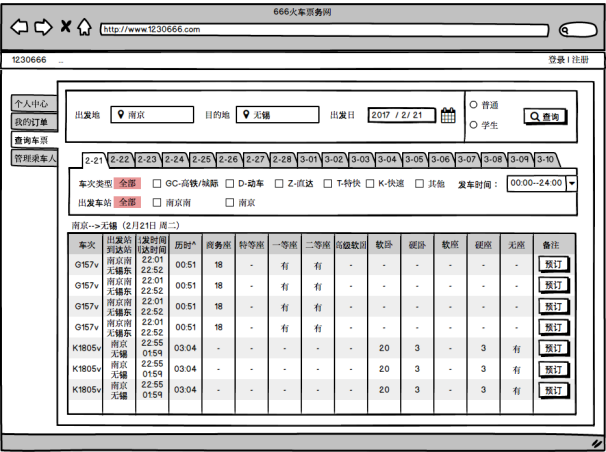 666火车票务网
http://www.1230666.com
1230666 ...
登录|注册
个人中心
我的订单
查询车票
管理乘车人
出发地 南京 目的地 无锡 出发日 2017 / 2/ 21 普通 学生 查询
2-21 2-22 2-23 2-24 2-25 2-26 2-27 2-28 3-01 3-02 3-03 3-04 3-05 3-06 3-07 3-08 3-09 3-10
车次类型 全部 GC-高铁/城际 D-动车 Z-直达 T-特快 K-快速 其他 发车时间： 00:00--24:00
出发车站 全部 南京南 南京
南京-->无锡（2月21日 周二）
车次 出发站 到达站 出发时间 到达时间 历时^ 商务座 特等座 一等座 二等座 高级软卧 软卧 硬卧 软座 硬座 无座 备注
G157v 南京南 无锡东 22:01 22:52 00:51 18 - 有 有 - - - - - - 预订
G157v 南京南 无锡东 22:01 22:52 00:51 18 - 有 有 - - - - - - 预订
G157v 南京南 无锡东 22:01 22:52 00:51 18 - 有 有 - - - - - - 预订
G157v 南京南 无锡东 22:01 22:52 00:51 18 - 有 有 - - - - - - 预订
K1805v 南京 无锡 22:55 01:59 03:04 - - - - - 20 3 - 3 有 预订
K1805v 南京 无锡 22:55 01:59 03:04 - - - - - 20 3 - 3 有 预订
K1805v 南京 无锡 22:55 01:59 03:04 - - - - - 20 3 - 3 有 预订